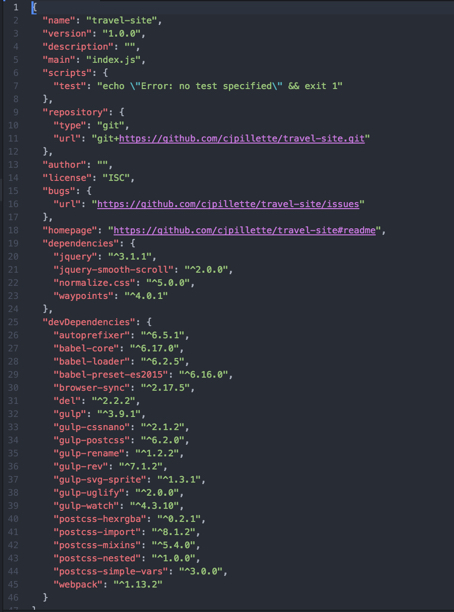 1 {
2 "name": "travel-site",
3 "version": "1.0.0",
4 "description": "",
5 "main": "index.js",
6 "scripts": {
7 "test": "echo \"Error: no test specified\" && exit 1"
8 },
9 "repository": {
10 "type": "git",
11 "url": "git+https://github.com/cjpillette/travel-site.git"
12 },
13 "author": "",
14 "license": "ISC",
15 "bugs": {
16 "url": "https://github.com/cjpillette/travel-site/issues"
17 },
18 "homepage": "https://github.com/cjpillette/travel-site#readme",
19 "dependencies": {
20 "jquery": "^3.1.1",
21 "jquery-smooth-scroll": "^2.0.0",
22 "normalize.css": "^5.0.0",
23 "waypoints": "^4.0.1"
24 },
25 "devDependencies": {
26 "autoprefixer": "^6.5.1",
27 "babel-core": "^6.17.0",
28 "babel-loader": "^6.2.5",
29 "babel-preset-es2015": "^6.16.0",
30 "browser-sync": "^2.17.5",
31 "del": "^2.2.2",
32 "gulp": "^3.9.1",
33 "gulp-cssnano": "^2.1.2",
34 "gulp-postcss": "^6.2.0",
35 "gulp-rename": "^1.2.2",
36 "gulp-rev": "^7.1.2",
37 "gulp-svg-sprite": "^1.3.1",
38 "gulp-uglify": "^2.0.0",
39 "gulp-watch": "^4.3.10",
40 "postcss-hexrgba": "^0.2.1",
41 "postcss-import": "^8.1.2",
42 "postcss-mixins": "^5.4.0",
43 "postcss-nested": "^1.0.0",
44 "postcss-simple-vars": "^3.0.0",
45 "webpack": "^1.13.2"
46 }